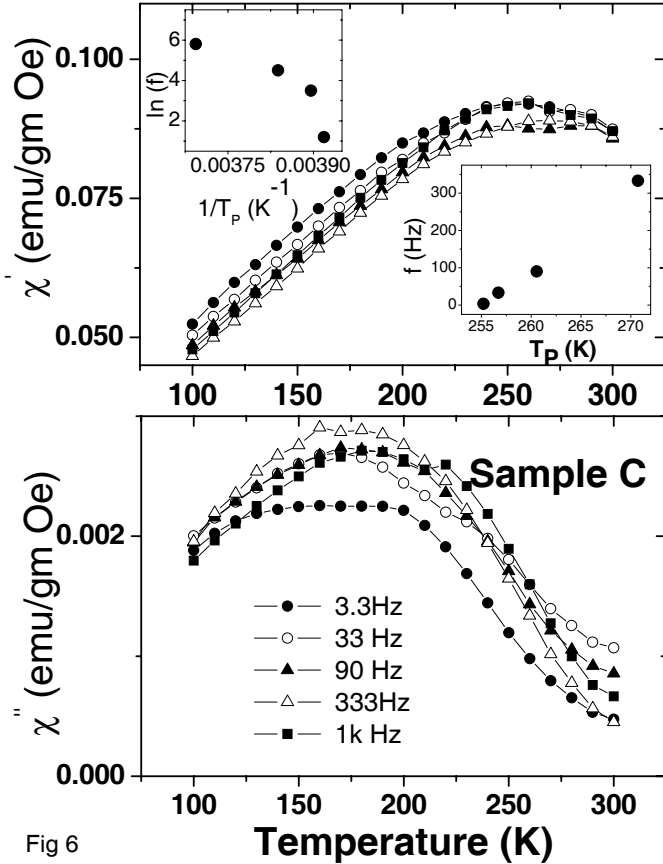 0.100
0.075
0.050
χ' (emu/gm Oe)
6
4
2
ln (f)
0.00375 0.00390
1/T_P (K⁻¹)
300
200
100
0
f (Hz)
255 260 265 270
T_P (K)
100 150 200 250 300
Sample C
0.002
0.000
χ'' (emu/gm Oe)
3.3Hz
33 Hz
90 Hz
333Hz
1k Hz
100 150 200 250 300
Fig 6
Temperature (K)